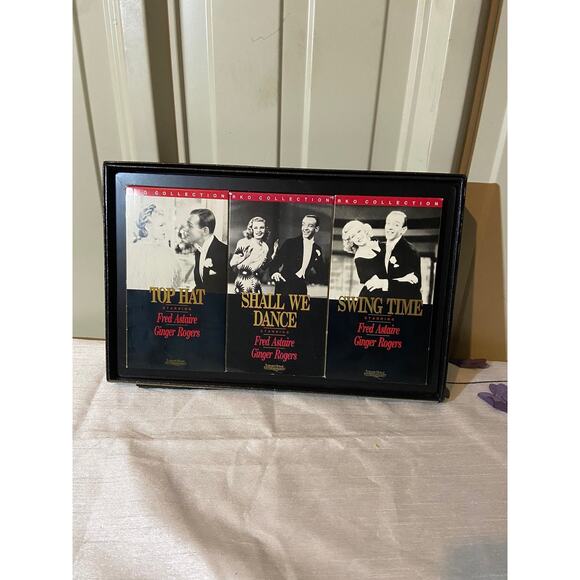 RKO COLLECTION
TOP HAT
STARRING
Fred Astaire
Ginger Rogers
RKO COLLECTION
SHALL WE
DANCE
STARRING
Fred Astaire
Ginger Rogers
RKO COLLECTION
SWING TIME
STARRING
Fred Astaire
Ginger Rogers